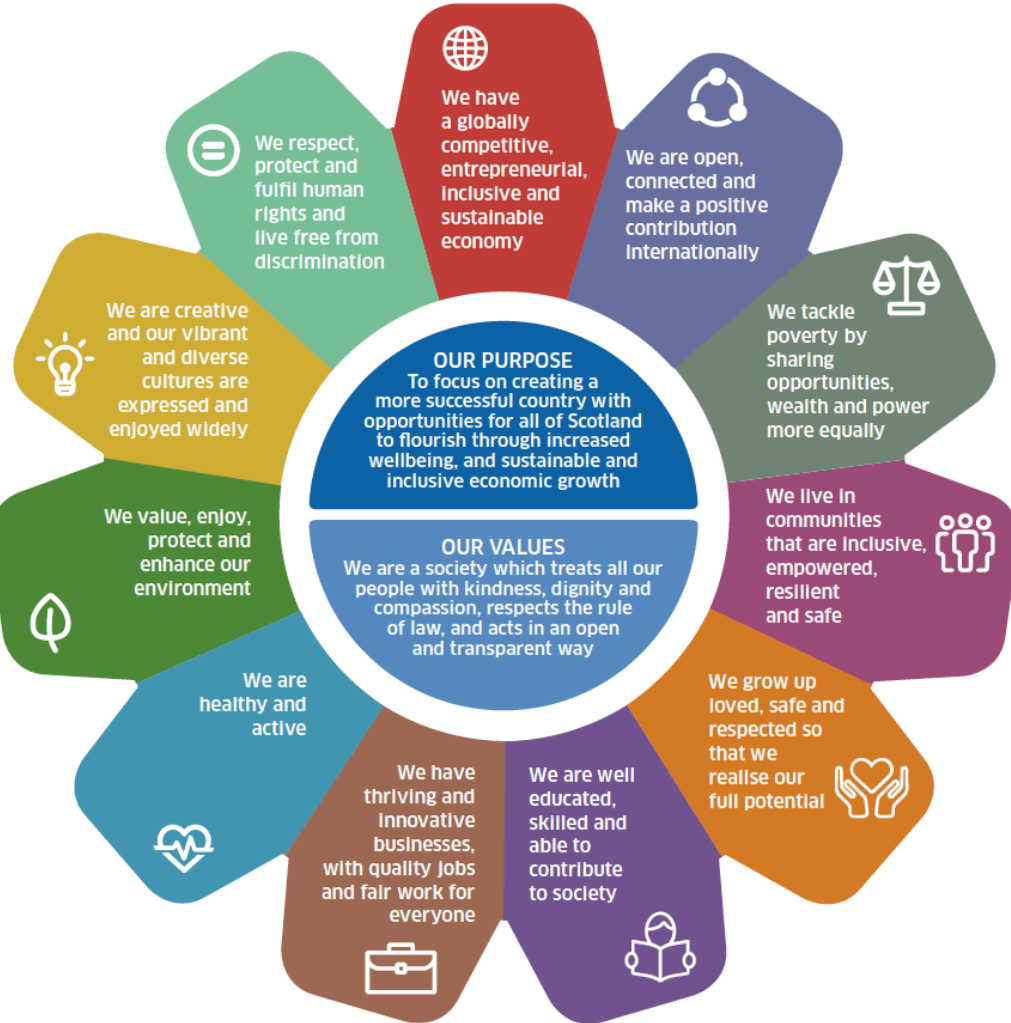 We have
a globally
competitive,
entrepreneurial,
inclusive and
sustainable
economy
We are open,
connected and
make a positive
contribution
internationally
We tackle
poverty by
sharing
opportunities,
wealth and power
more equally
We live in
communities
that are inclusive,
empowered,
resilient
and safe
We grow up
loved, safe and
respected so
that we
realise our
full potential
We are well
educated,
skilled and
able to
contribute
to society
We have
thriving and
innovative
businesses,
with quality jobs
and fair work for
everyone
We are
healthy and
active
We value, enjoy,
protect and
enhance our
environment
We are creative
and our vibrant
and diverse
cultures are
expressed and
enjoyed widely
We respect,
protect and
fulfil human
rights and
live free from
discrimination
OUR PURPOSE
To focus on creating a
more successful country with
opportunities for all of Scotland
to flourish through increased
wellbeing, and sustainable and
inclusive economic growth
OUR VALUES
We are a society which treats all our
people with kindness, dignity and
compassion, respects the rule
of law, and acts in an open
and transparent way